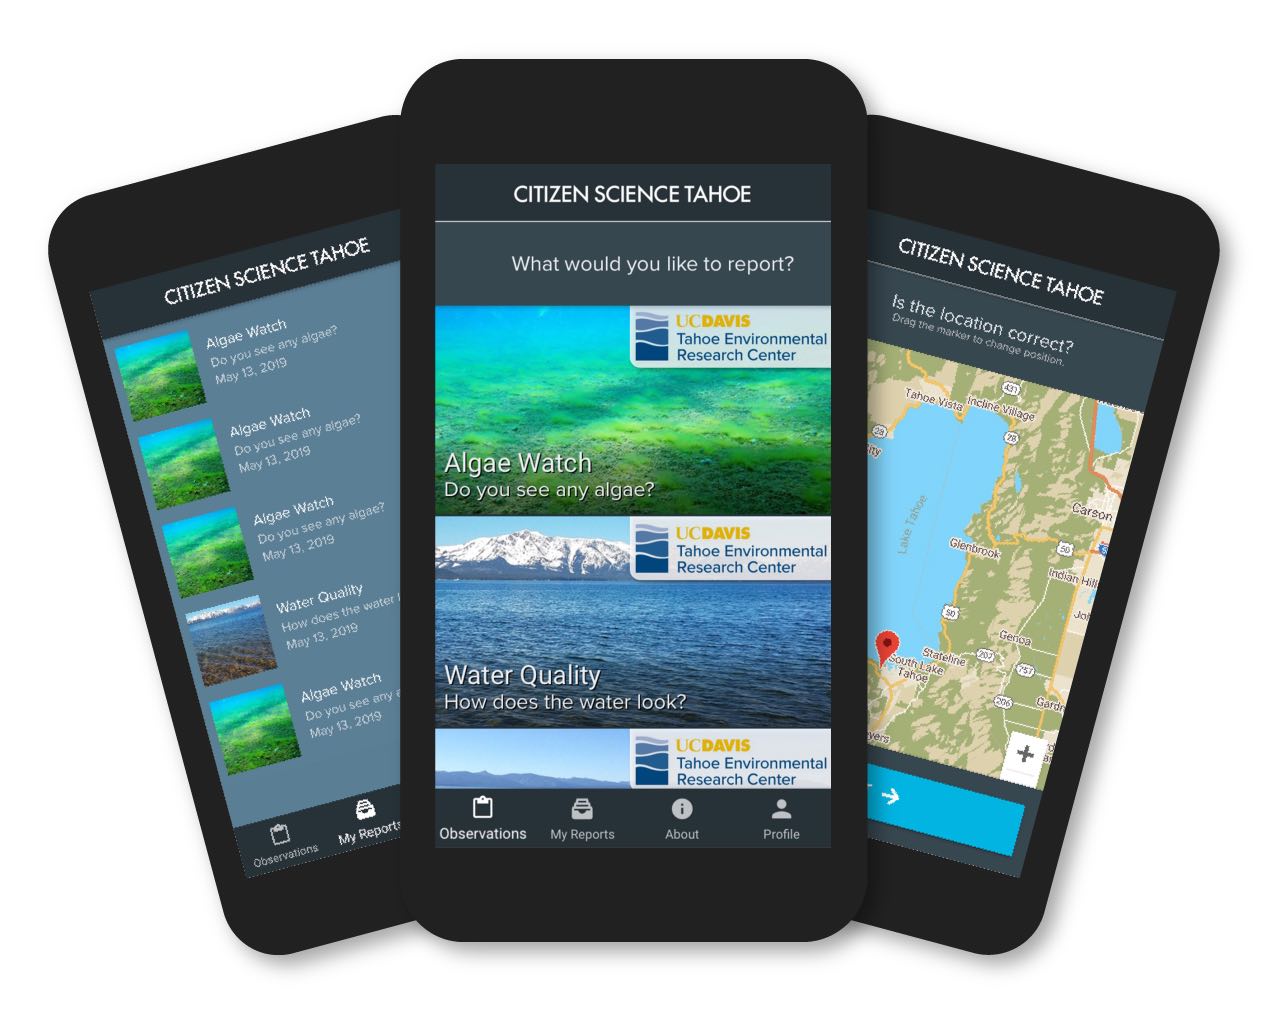 CITIZEN SCIENCE TAHOE
Algae Watch
Do you see any algae?
May 13, 2019
Algae Watch
Do you see any algae?
May 13, 2019
Algae Watch
Do you see any algae?
May 13, 2019
Water Quality
How does the water
May 13, 2019
Algae Watch
Do you see any
May 13, 2019
Observations
My Reports
CITIZEN SCIENCE TAHOE
What would you like to report?
UCDAVIS
Tahoe Environmental
Research Center
Algae Watch
Do you see any algae?
UCDAVIS
Tahoe Environmental
Research Center
Water Quality
How does the water look?
UCDAVIS
Tahoe Environmental
Research Center
Observations
My Reports
About
Profile
CITIZEN SCIENCE TAHOE
Is the location correct?
Drag the marker to change position.
431
Tahoe Vista
Incline Village
28
28
ity
Lake Tahoe
Carson
Glenbrook
50
Indian Hill
50
Genoa
Stateline
207
757
South Lake
Tahoe
206
Gardn
yers
+